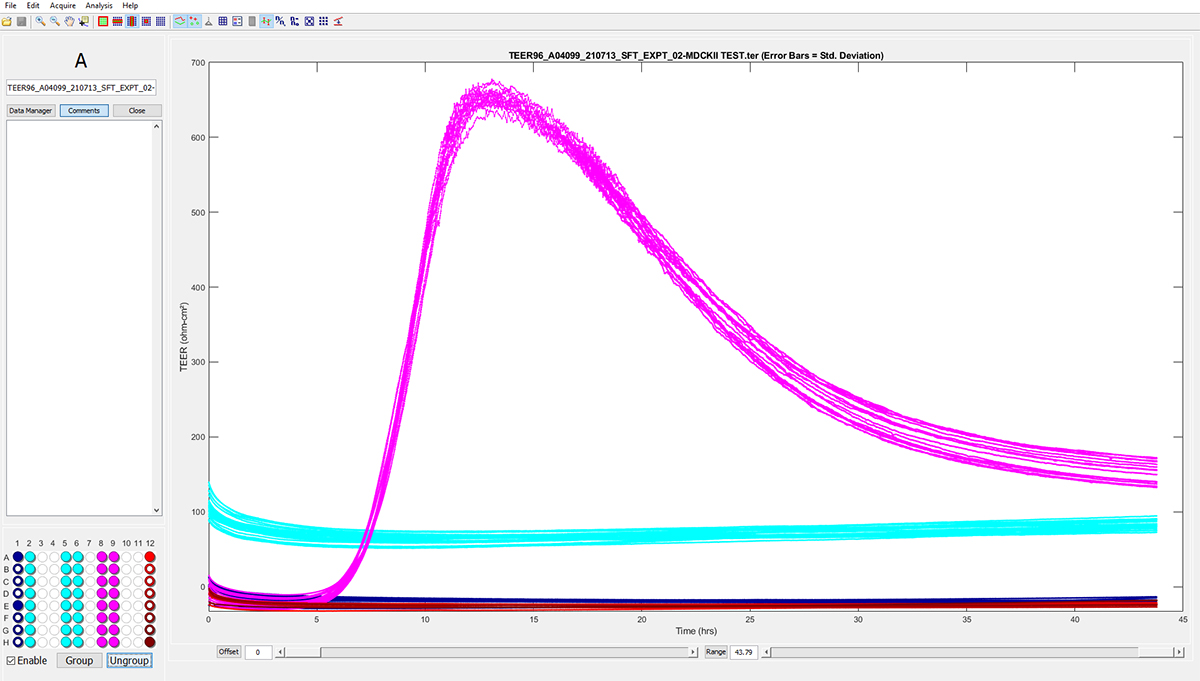 File Edit Acquire Analysis Help
A
TEER96_A04099_210713_SFT_EXPT_02-
Data Manager Comments Close
TEER96_A04099_210713_SFT_EXPT_02-MDCKII TEST.ter (Error Bars = Std. Deviation)
TEER (ohm-cm²)
700
600
500
400
300
200
100
0
0 5 10 15 20 25 30 35 40 45
Time (hrs)
Offset 0 Range 43.79
1 2 3 4 5 6 7 8 9 10 11 12
A
B
C
D
E
F
G
H
Enable Group Ungroup